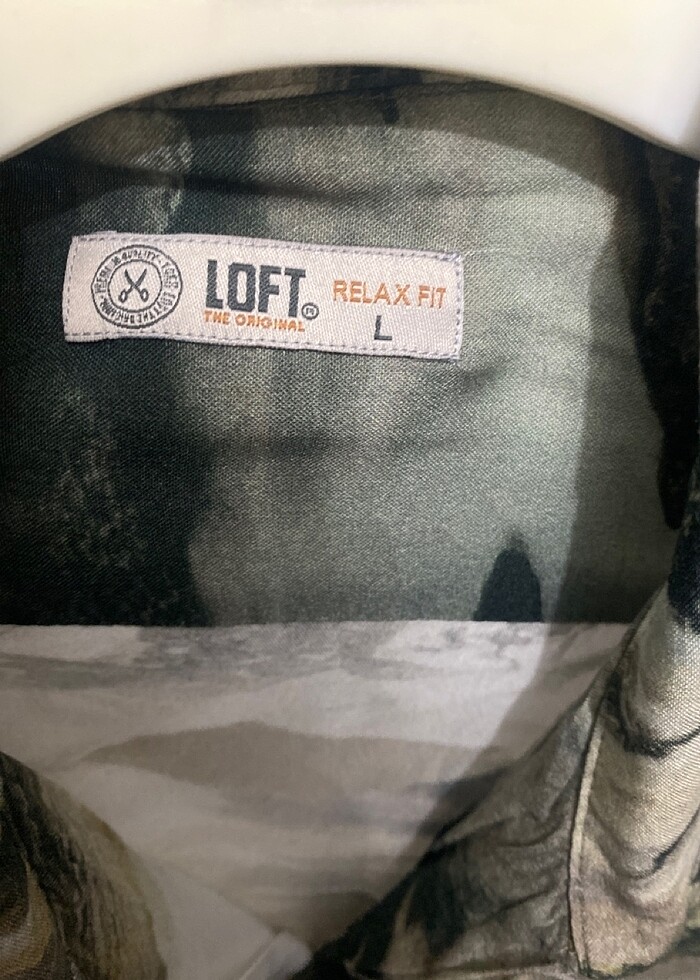 LOFT®
THE ORIGINAL
RELAX FIT
L